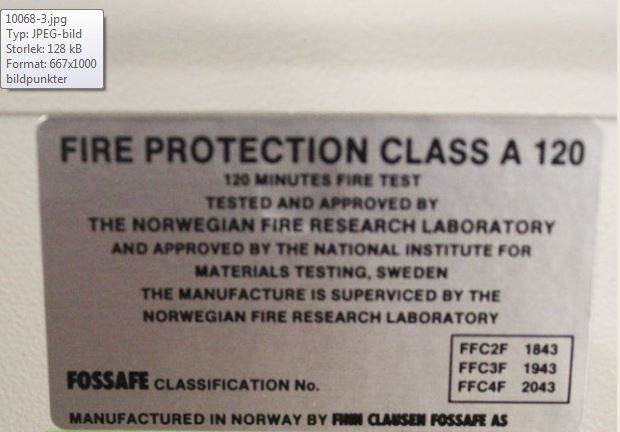 10068-3.jpg
Typ: JPEG-bild
Storlek: 128 kB
Format: 667x1000
bildpunkter
FIRE PROTECTION CLASS A 120
120 MINUTES FIRE TEST
TESTED AND APPROVED BY
THE NORWEGIAN FIRE RESEARCH LABORATORY
AND APPROVED BY THE NATIONAL INSTITUTE FOR
MATERIALS TESTING, SWEDEN
THE MANUFACTURE IS SUPERVICED BY THE
NORWEGIAN FIRE RESEARCH LABORATORY
FFC2F 1843
FFC3F 1943
FFC4F 2043
FOSSAFE CLASSIFICATION No.
MANUFACTURED IN NORWAY BY FINN CLAUSEN FOSSAFE AS